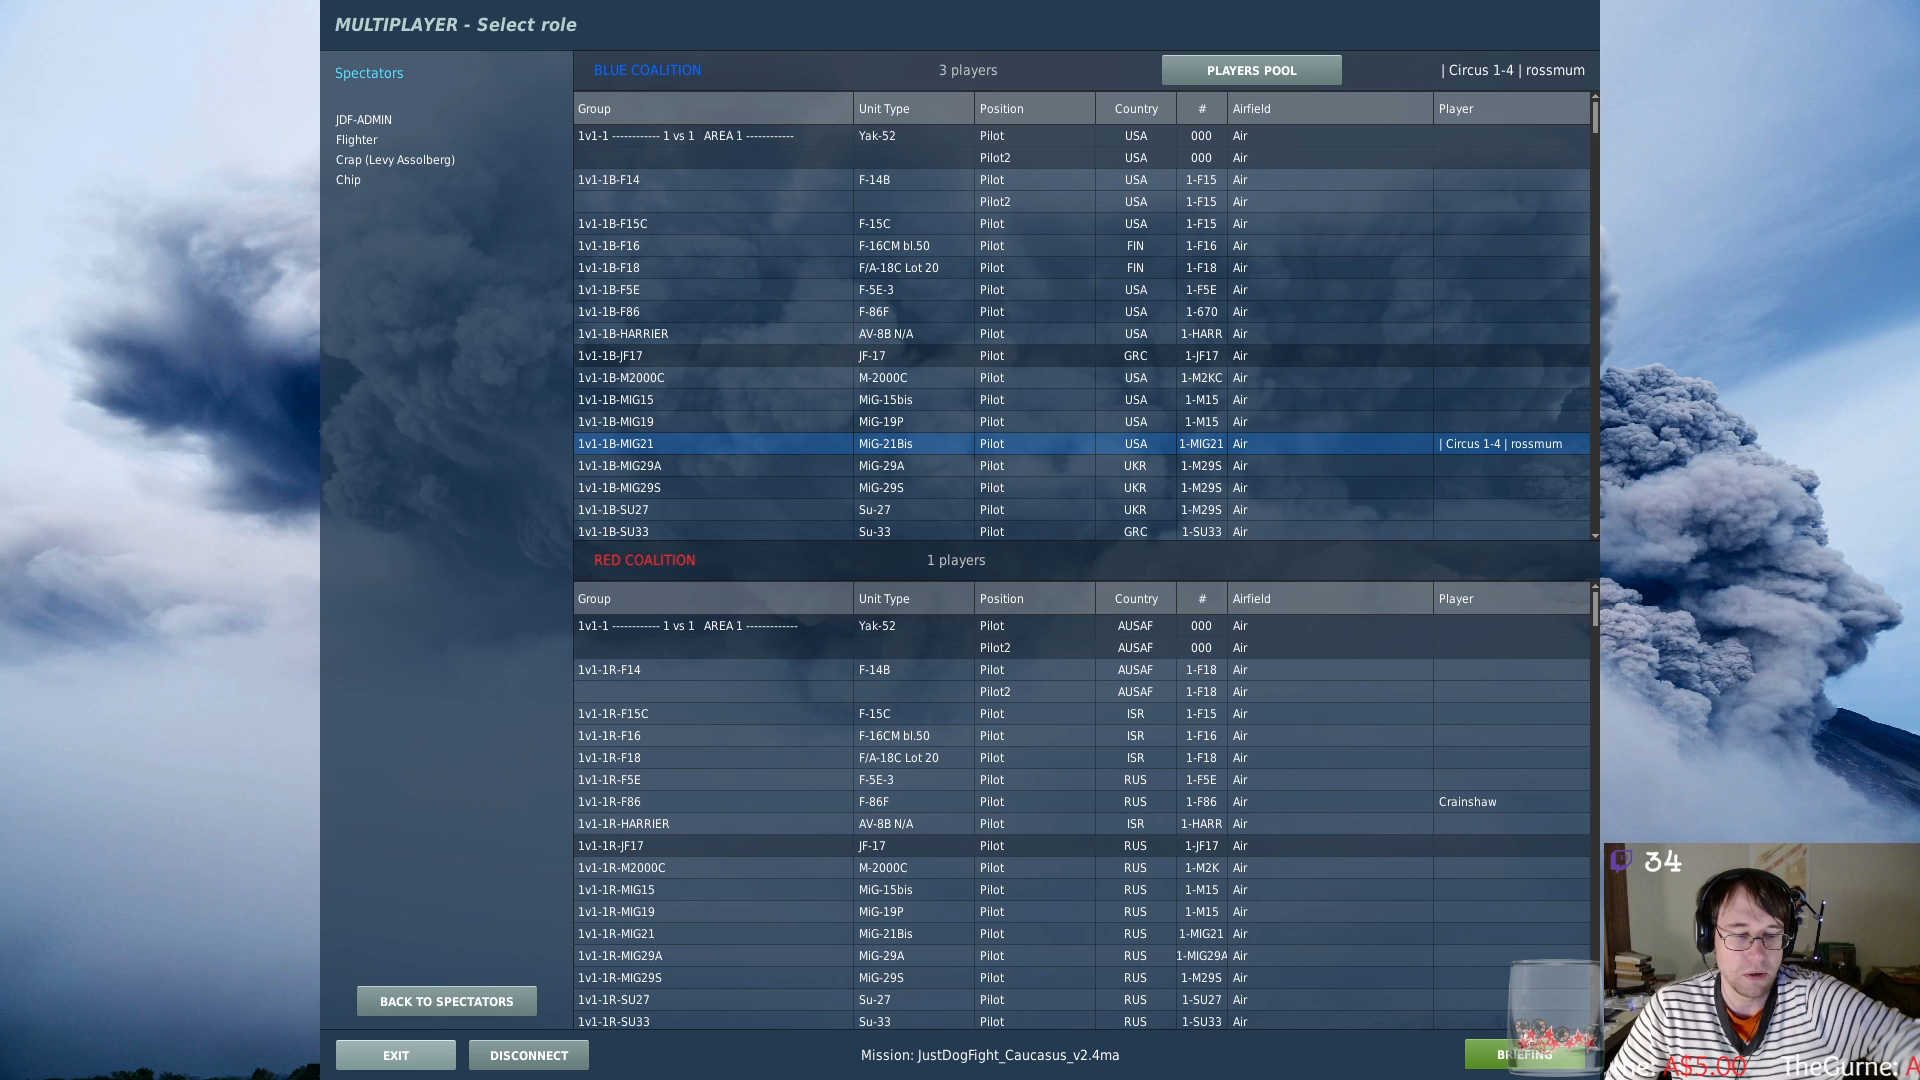 MULTIPLAYER - Select role
Spectators
JDF-ADMIN
Flighter
Crap (Levy Assolberg)
Chip
BLUE COALITION 3 players PLAYERS POOL | Circus 1-4 | rossmum
Group Unit Type Position Country # Airfield Player
1v1-1 ------------ 1 vs 1 AREA 1 ------------ Yak-52 Pilot USA 000 Air
Pilot2 USA 000 Air
1v1-1B-F14 F-14B Pilot USA 1-F15 Air
Pilot2 USA 1-F15 Air
1v1-1B-F15C F-15C Pilot USA 1-F15 Air
1v1-1B-F16 F-16CM bl.50 Pilot FIN 1-F16 Air
1v1-1B-F18 F/A-18C Lot 20 Pilot FIN 1-F18 Air
1v1-1B-F5E F-5E-3 Pilot USA 1-F5E Air
1v1-1B-F86 F-86F Pilot USA 1-670 Air
1v1-1B-HARRIER AV-8B N/A Pilot USA 1-HARR Air
1v1-1B-JF17 JF-17 Pilot GRC 1-JF17 Air
1v1-1B-M2000C M-2000C Pilot USA 1-M2KC Air
1v1-1B-MIG15 MiG-15bis Pilot USA 1-M15 Air
1v1-1B-MIG19 MiG-19P Pilot USA 1-M15 Air
1v1-1B-MIG21 MiG-21Bis Pilot USA 1-MIG21 Air | Circus 1-4 | rossmum
1v1-1B-MIG29A MiG-29A Pilot UKR 1-M29S Air
1v1-1B-MIG29S MiG-29S Pilot UKR 1-M29S Air
1v1-1B-SU27 Su-27 Pilot UKR 1-M29S Air
1v1-1B-SU33 Su-33 Pilot GRC 1-SU33 Air
RED COALITION 1 players
Group Unit Type Position Country # Airfield Player
1v1-1 ------------ 1 vs 1 AREA 1 ------------- Yak-52 Pilot AUSAF 000 Air
Pilot2 AUSAF 000 Air
1v1-1R-F14 F-14B Pilot AUSAF 1-F18 Air
Pilot2 AUSAF 1-F18 Air
1v1-1R-F15C F-15C Pilot ISR 1-F15 Air
1v1-1R-F16 F-16CM bl.50 Pilot ISR 1-F16 Air
1v1-1R-F18 F/A-18C Lot 20 Pilot ISR 1-F18 Air
1v1-1R-F5E F-5E-3 Pilot RUS 1-F5E Air
1v1-1R-F86 F-86F Pilot RUS 1-F86 Air Crainshaw
1v1-1R-HARRIER AV-8B N/A Pilot ISR 1-HARR Air
1v1-1R-JF17 JF-17 Pilot RUS 1-JF17 Air
1v1-1R-M2000C M-2000C Pilot RUS 1-M2K Air
1v1-1R-MIG15 MiG-15bis Pilot RUS 1-M15 Air
1v1-1R-MIG19 MiG-19P Pilot RUS 1-M15 Air
1v1-1R-MIG21 MiG-21Bis Pilot RUS 1-MIG21 Air
1v1-1R-MIG29A MiG-29A Pilot RUS 1-MIG29A Air
1v1-1R-MIG29S MiG-29S Pilot RUS 1-M29S Air
1v1-1R-SU27 Su-27 Pilot RUS 1-SU27 Air
1v1-1R-SU33 Su-33 Pilot RUS 1-SU33 Air
BACK TO SPECTATORS
EXIT DISCONNECT Mission: JustDogFight_Caucasus_v2.4ma BRIEFING
34
A$5.00 TheGurne: A